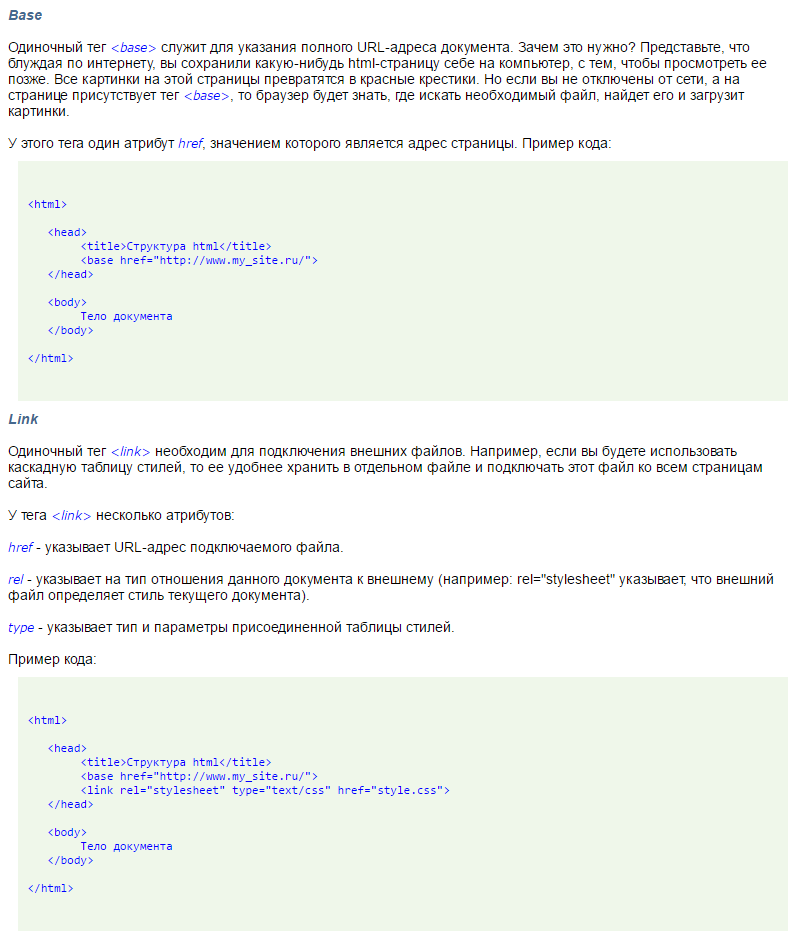 Base
Одиночный тег <base> служит для указания полного URL-адреса документа. Зачем это нужно? Представьте, что
блуждая по интернету, вы сохранили какую-нибудь html-страницу себе на компьютер, с тем, чтобы просмотреть ее
позже. Все картинки на этой страницы превратятся в красные крестики. Но если вы не отключены от сети, а на
странице присутствует тег <base>, то браузер будет знать, где искать необходимый файл, найдет его и загрузит
картинки.
У этого тега один атрибут href, значением которого является адрес страницы. Пример кода:
<html>
<head>
<title>Структура html</title>
<base href="http://www.my_site.ru/">
</head>
<body>
Тело документа
</body>
</html>
Link
Одиночный тег <link> необходим для подключения внешних файлов. Например, если вы будете использовать
каскадную таблицу стилей, то ее удобнее хранить в отдельном файле и подключать этот файл ко всем страницам
сайта.
У тега <link> несколько атрибутов:
href - указывает URL-адрес подключаемого файла.
rel - указывает на тип отношения данного документа к внешнему (например: rel="stylesheet" указывает, что внешний
файл определяет стиль текущего документа).
type - указывает тип и параметры присоединенной таблицы стилей.
Пример кода:
<html>
<head>
<title>Структура html</title>
<base href="http://www.my_site.ru/">
<link rel="stylesheet" type="text/css" href="style.css">
</head>
<body>
Тело документа
</body>
</html>